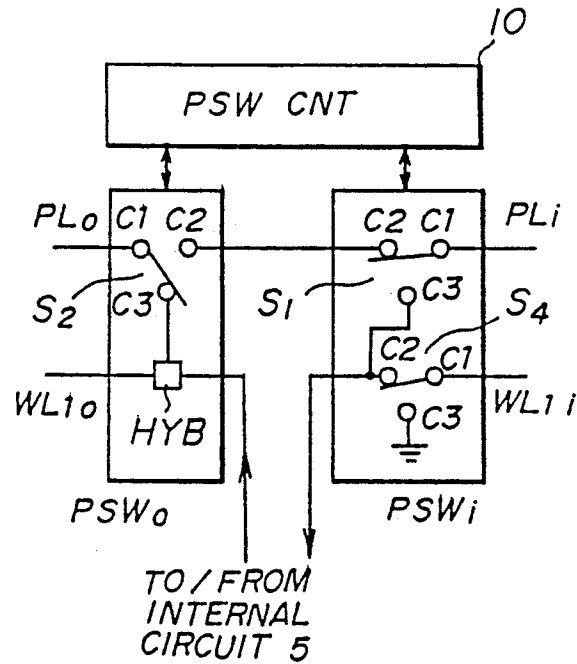 10
PSW CNT
PLo C1 C2 C2 C1 PLi
S2 C3 S1 C3 S4
C2 C1
WL1o HYB C3 WL1i
PSWo PSWi
TO / FROM
INTERNAL
CIRCUIT 5